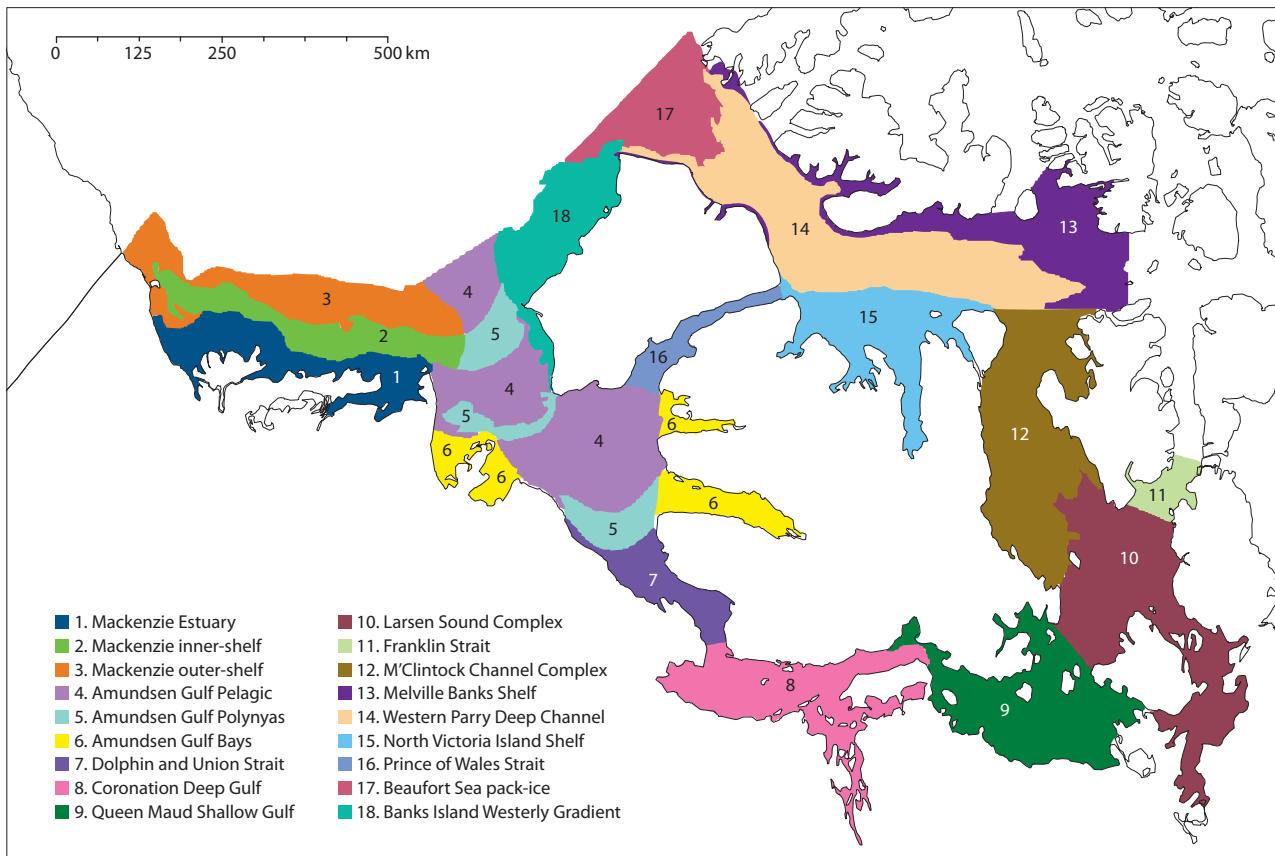 0 125 250 500 km
17
18
13
14
4
3
5
15
2
16
1
4
5
4
6
12
6
6
6
11
5
10
7
8
9
1. Mackenzie Estuary
2. Mackenzie inner-shelf
3. Mackenzie outer-shelf
4. Amundsen Gulf Pelagic
5. Amundsen Gulf Polynyas
6. Amundsen Gulf Bays
7. Dolphin and Union Strait
8. Coronation Deep Gulf
9. Queen Maud Shallow Gulf
10. Larsen Sound Complex
11. Franklin Strait
12. M’Clintock Channel Complex
13. Melville Banks Shelf
14. Western Parry Deep Channel
15. North Victoria Island Shelf
16. Prince of Wales Strait
17. Beaufort Sea pack-ice
18. Banks Island Westerly Gradient